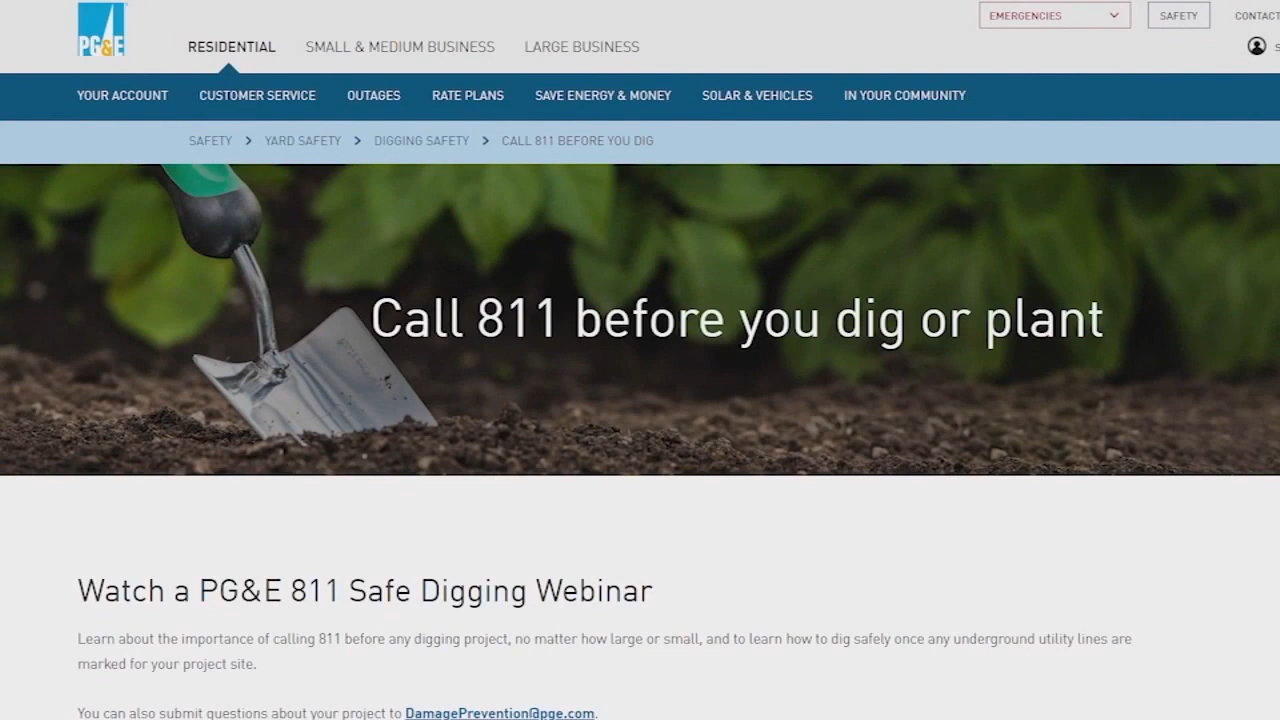 EMERGENCIES
SAFETY
CONTACT
PG&E
RESIDENTIAL
SMALL & MEDIUM BUSINESS
LARGE BUSINESS
S
YOUR ACCOUNT
CUSTOMER SERVICE
OUTAGES
RATE PLANS
SAVE ENERGY & MONEY
SOLAR & VEHICLES
IN YOUR COMMUNITY
SAFETY > YARD SAFETY > DIGGING SAFETY > CALL 811 BEFORE YOU DIG
Call 811 before you dig or plant
Watch a PG&E 811 Safe Digging Webinar
Learn about the importance of calling 811 before any digging project, no matter how large or small, and to learn how to dig safely once any underground utility lines are
marked for your project site.
You can also submit questions about your project to DamagePrevention@pge.com.